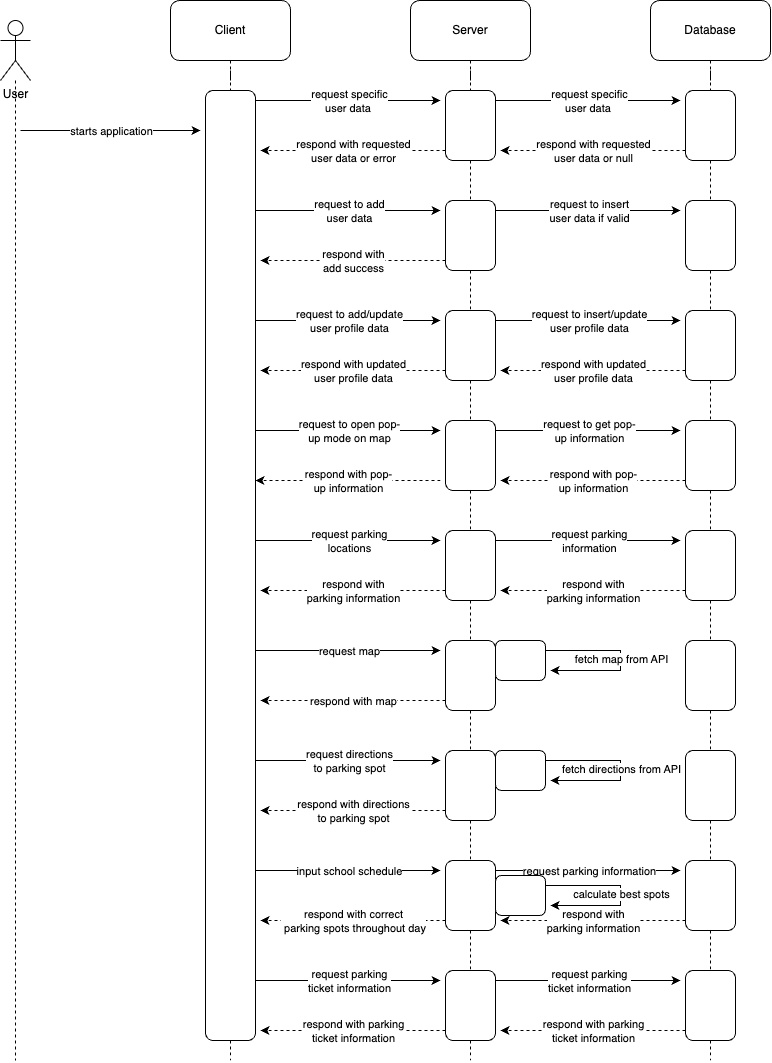 Client
Server
Database
User
starts application
request specific
user data
request specific
user data
respond with requested
user data or error
respond with requested
user data or null
request to add
user data
request to insert
user data if valid
respond with
add success
request to add/update
user profile data
request to insert/update
user profile data
respond with updated
user profile data
respond with updated
user profile data
request to open pop-
up mode on map
request to get pop-
up information
respond with pop-
up information
respond with pop-
up information
request parking
locations
request parking
information
respond with
parking information
respond with
parking information
request map
fetch map from API
respond with map
request directions
to parking spot
fetch directions from API
respond with directions
to parking spot
input school schedule
request parking information
calculate best spots
respond with correct
parking spots throughout day
respond with
parking information
request parking
ticket information
request parking
ticket information
respond with parking
ticket information
respond with parking
ticket information